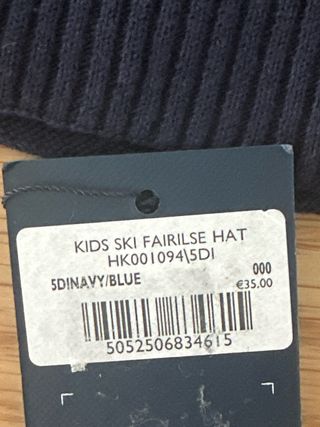 KIDS SKI FAIRILSE HAT
HK001094\5DI
5DINAVY/BLUE 000
€35.00
5052506834615